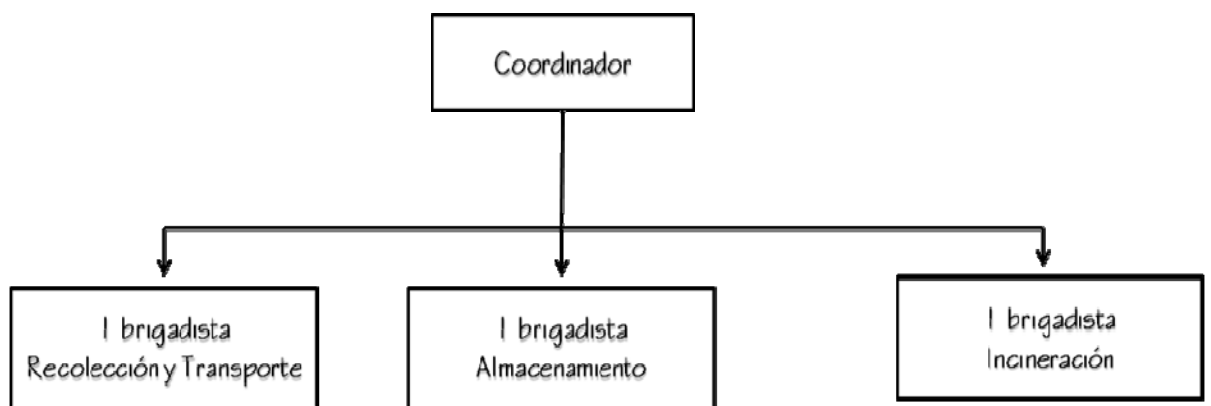 Coordinador
1 brigadista
Recolección y Transporte
1 brigadista
Almacenamiento
1 brigadista
Incineración